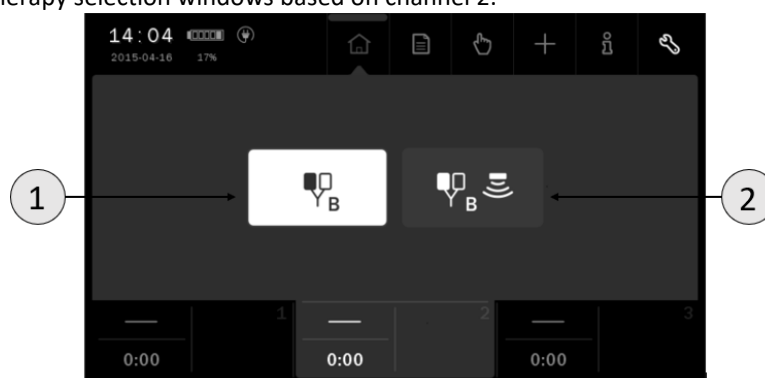 therapy selection windows based on channel 2.
14:04
2015-04-16 17%
1 B B 2
1 2 3
0:00 0:00 0:00